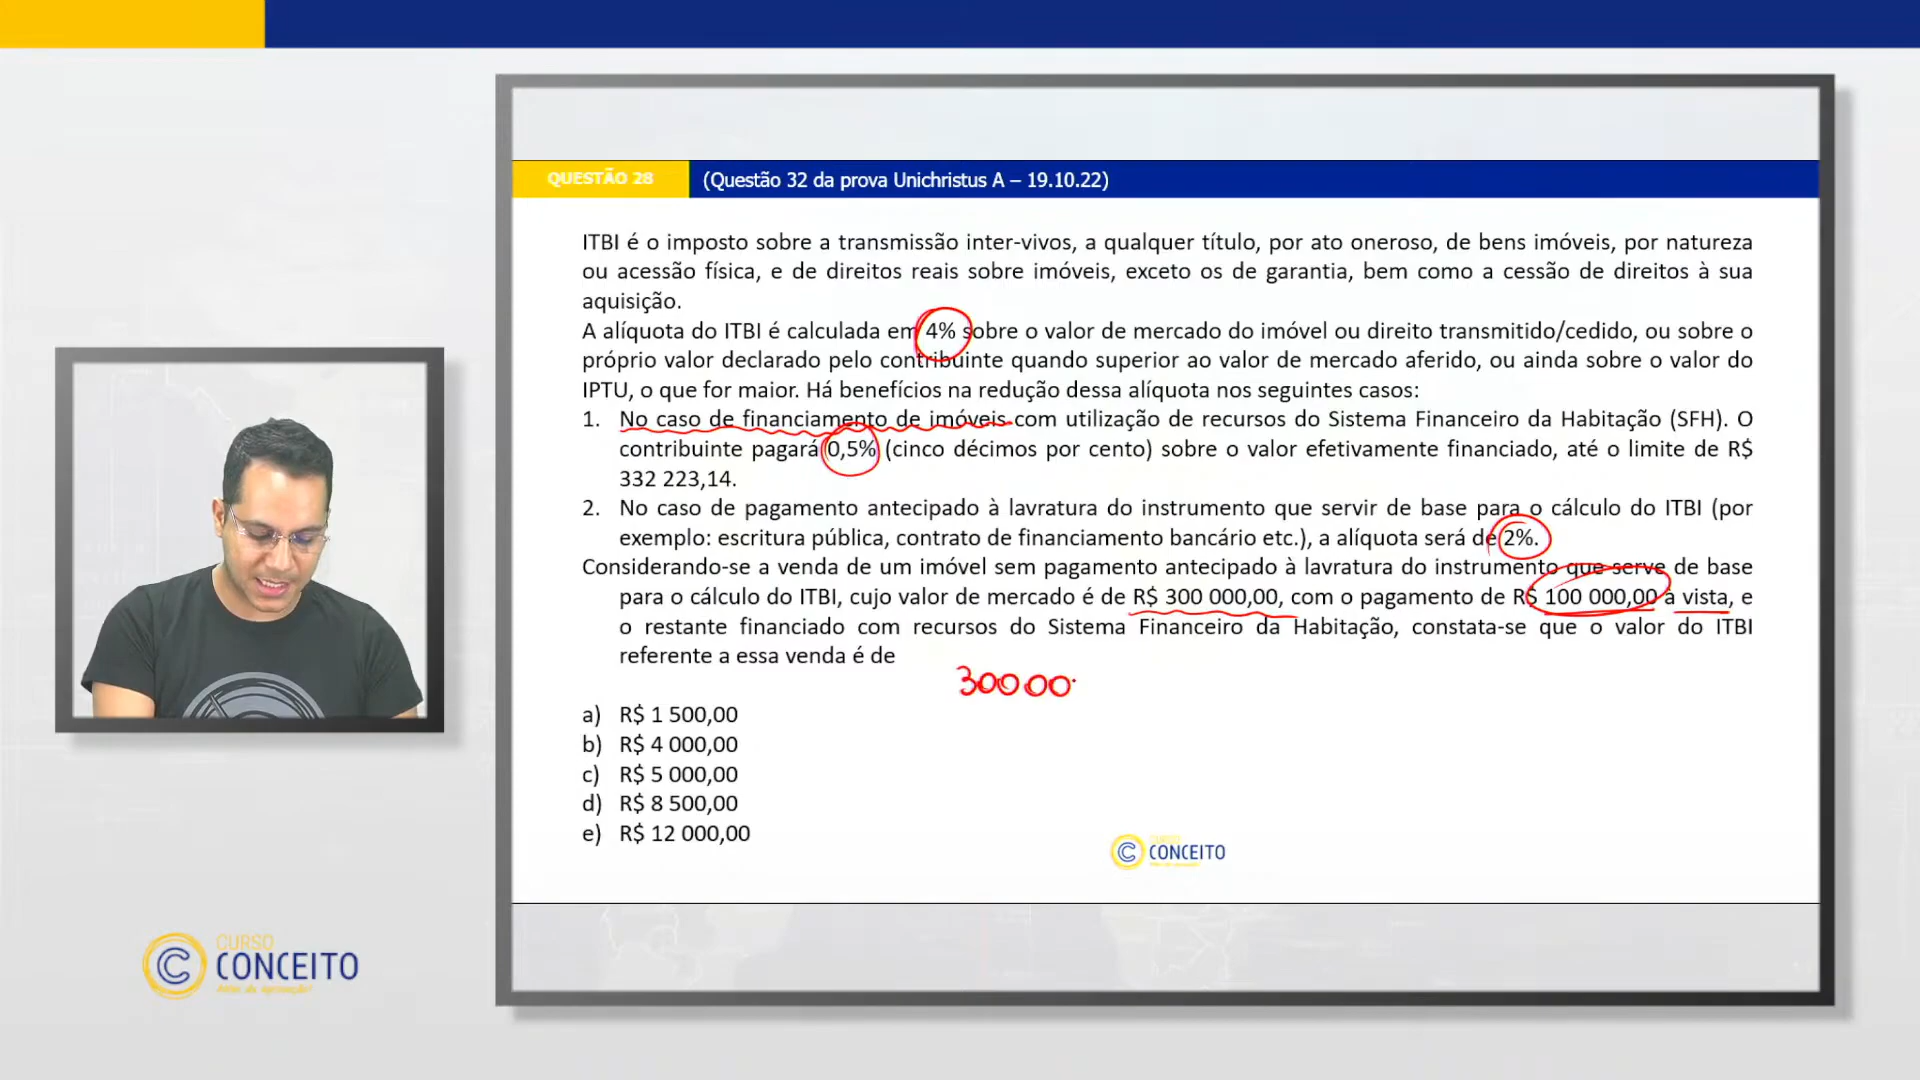 QUESTÃO 28
(Questão 32 da prova Unichristus A – 19.10.22)
ITBI é o imposto sobre a transmissão inter-vivos, a qualquer título, por ato oneroso, de bens imóveis, por natureza
ou acessão física, e de direitos reais sobre imóveis, exceto os de garantia, bem como a cessão de direitos à sua
aquisição.
A alíquota do ITBI é calculada em 4% sobre o valor de mercado do imóvel ou direito transmitido/cedido, ou sobre o
próprio valor declarado pelo contribuinte quando superior ao valor de mercado aferido, ou ainda sobre o valor do
IPTU, o que for maior. Há benefícios na redução dessa alíquota nos seguintes casos:
1. No caso de financiamento de imóveis com utilização de recursos do Sistema Financeiro da Habitação (SFH). O
contribuinte pagará 0,5% (cinco décimos por cento) sobre o valor efetivamente financiado, até o limite de R$
332 223,14.
2. No caso de pagamento antecipado à lavratura do instrumento que servir de base para o cálculo do ITBI (por
exemplo: escritura pública, contrato de financiamento bancário etc.), a alíquota será de 2%.
Considerando-se a venda de um imóvel sem pagamento antecipado à lavratura do instrumento que serve de base
para o cálculo do ITBI, cujo valor de mercado é de R$ 300 000,00, com o pagamento de R$ 100 000,00 à vista, e
o restante financiado com recursos do Sistema Financeiro da Habitação, constata-se que o valor do ITBI
referente a essa venda é de
30000
a) R$ 1 500,00
b) R$ 4 000,00
c) R$ 5 000,00
d) R$ 8 500,00
e) R$ 12 000,00
CONCEITO
CURSO
CONCEITO